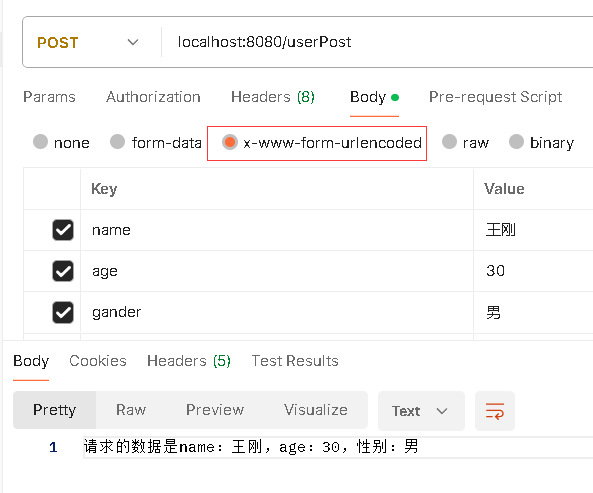 POST localhost:8080/userPost
Params Authorization Headers (8) Body Pre-request Script
none form-data x-www-form-urlencoded raw binary
Key Value
name 王刚
age 30
gander 男
Body Cookies Headers (5) Test Results
Pretty Raw Preview Visualize Text
1 请求的数据是name：王刚，age：30，性别：男